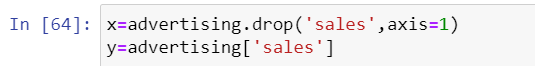 In [64]: x=advertising.drop('sales',axis=1)
y=advertising['sales']